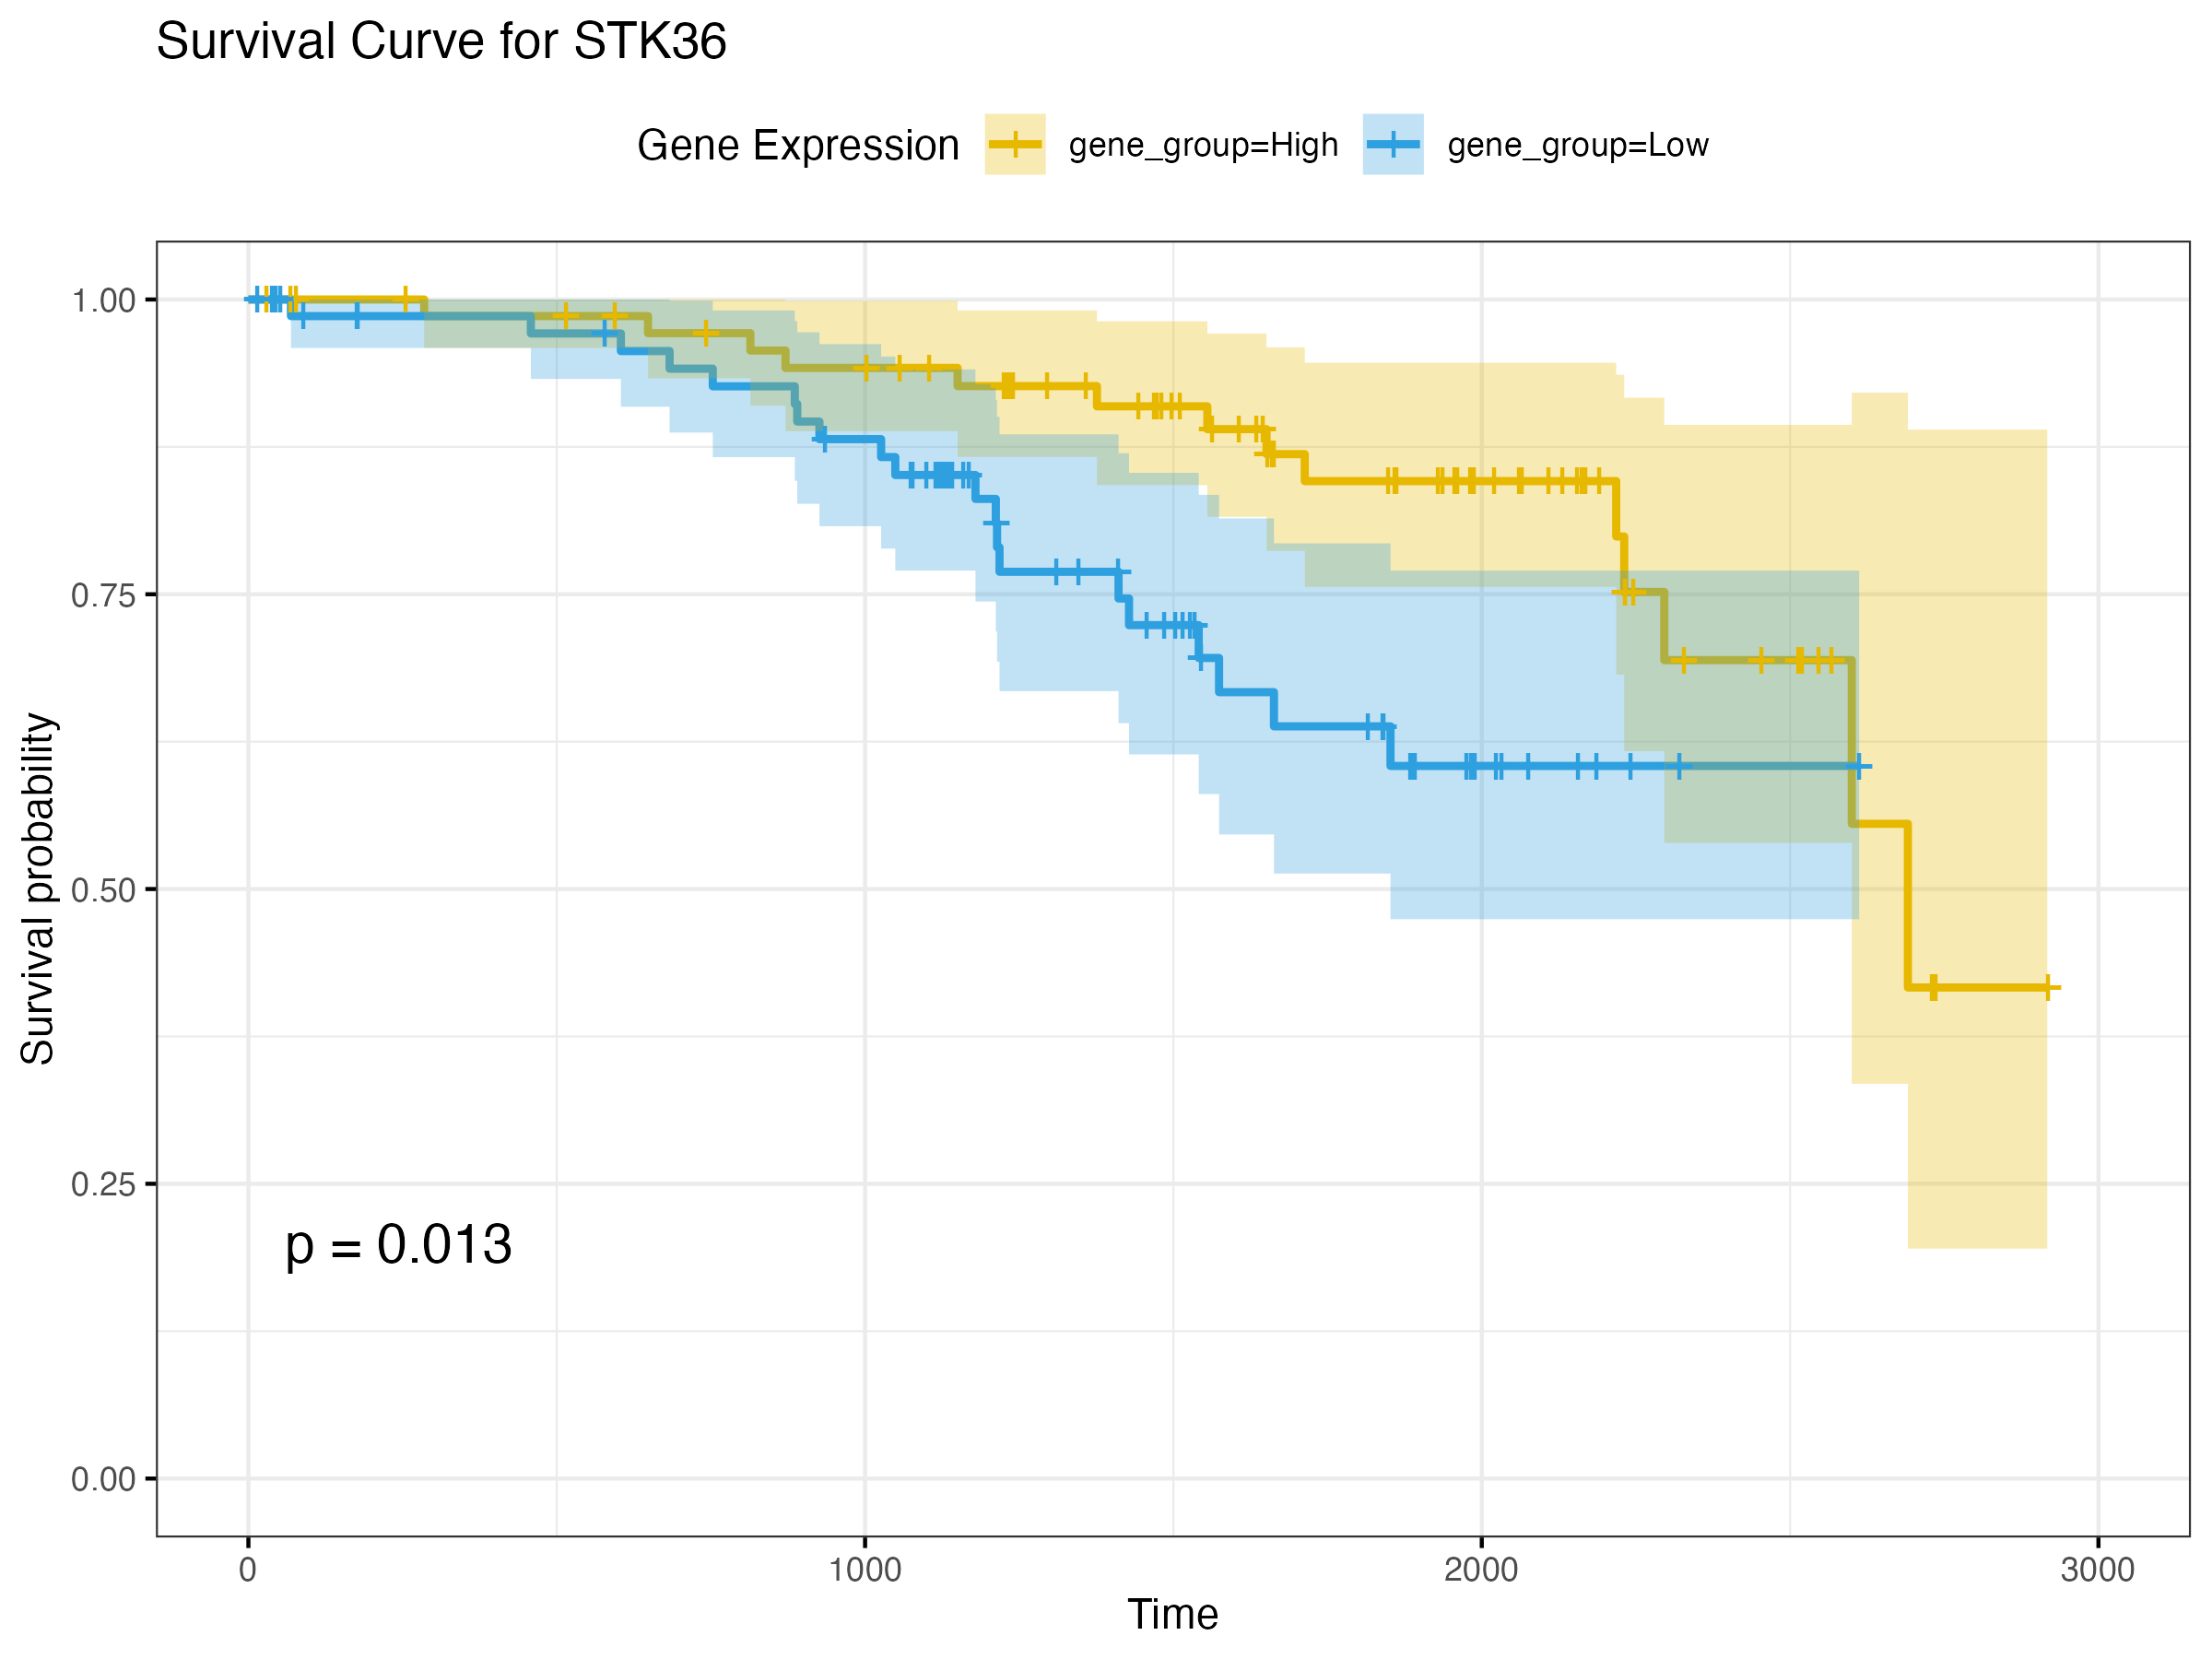 Survival Curve for STK36
Gene Expression gene_group=High gene_group=Low
Survival probability
1.00
0.75
0.50
0.25
0.00
p = 0.013
0 1000 2000 3000
Time